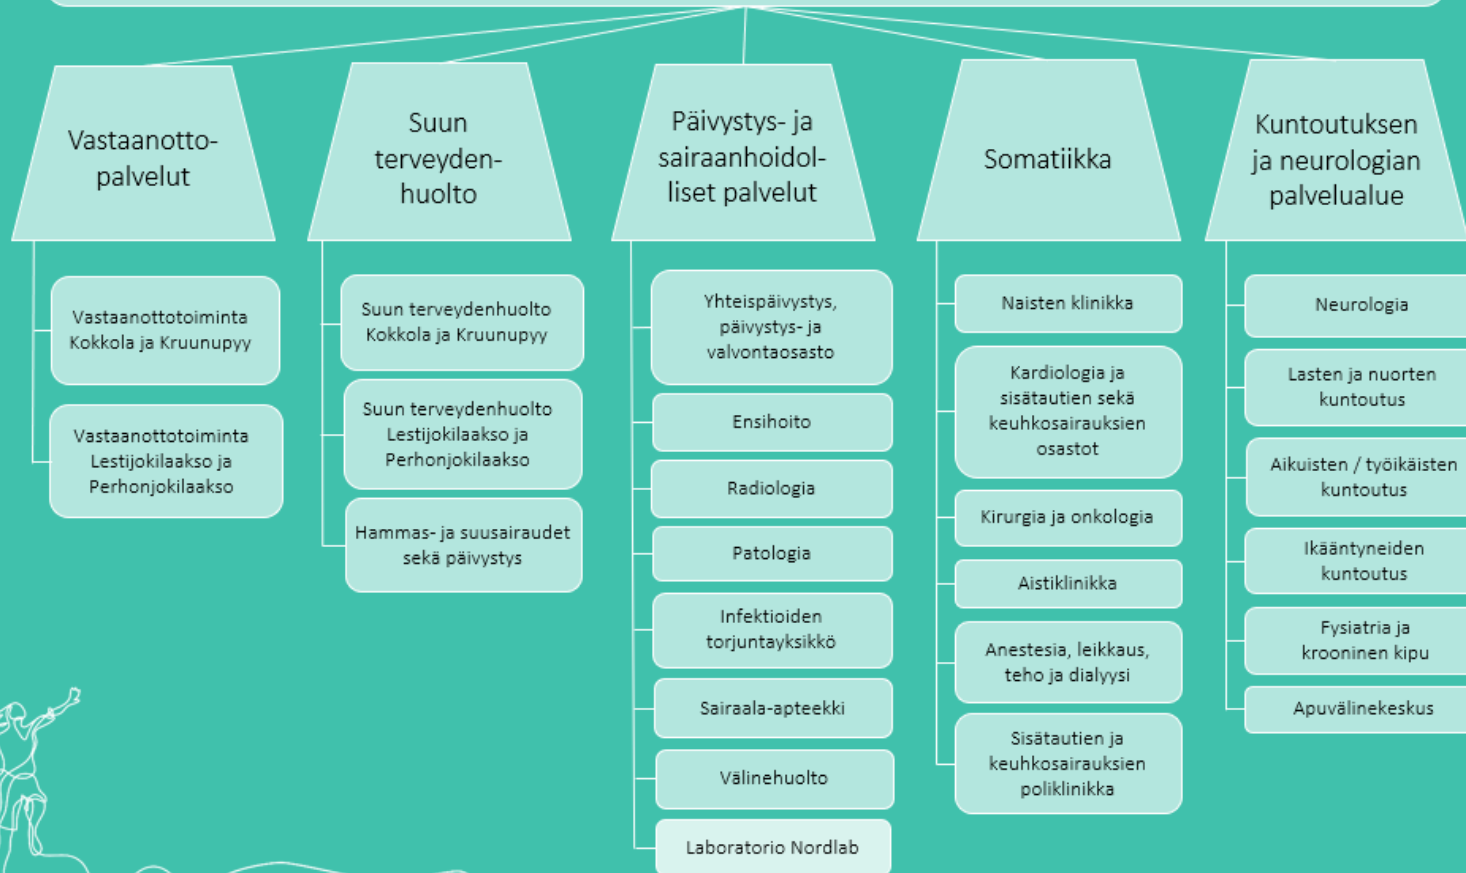 Vastaanotto-
palvelut
Vastaanottotoiminta
Kokkola ja Kruunupyy
Vastaanottotoiminta
Lestijokilaakso ja
Perhonjokilaakso
Suun
terveyden-
huolto
Suun terveydenhuolto
Kokkola ja Kruunupyy
Suun terveydenhuolto
Lestijokilaakso ja
Perhonjokilaakso
Hammas- ja suusairaudet
sekä päivystys
Päivystys- ja
sairaanhoidol-
liset palvelut
Yhteispäivystys,
päivystys- ja
valvontaosasto
Ensihoito
Radiologia
Patologia
Infektioiden
torjuntayksikkö
Sairaala-apteekki
Välinehuolto
Laboratorio Nordlab
Somatiikka
Naisten klinikka
Kardiologia ja
sisätautien sekä
keuhkosairauksien
osastot
Kirurgia ja onkologia
Aistiklinikka
Anestesia, leikkaus,
teho ja dialyysi
Sisätautien ja
keuhkosairauksien
poliklinikka
Kuntoutuksen
ja neurologian
palvelualue
Neurologia
Lasten ja nuorten
kuntoutus
Aikuisten / työikäisten
kuntoutus
Ikääntyneiden
kuntoutus
Fysiatria ja
krooninen kipu
Apuvälinekeskus